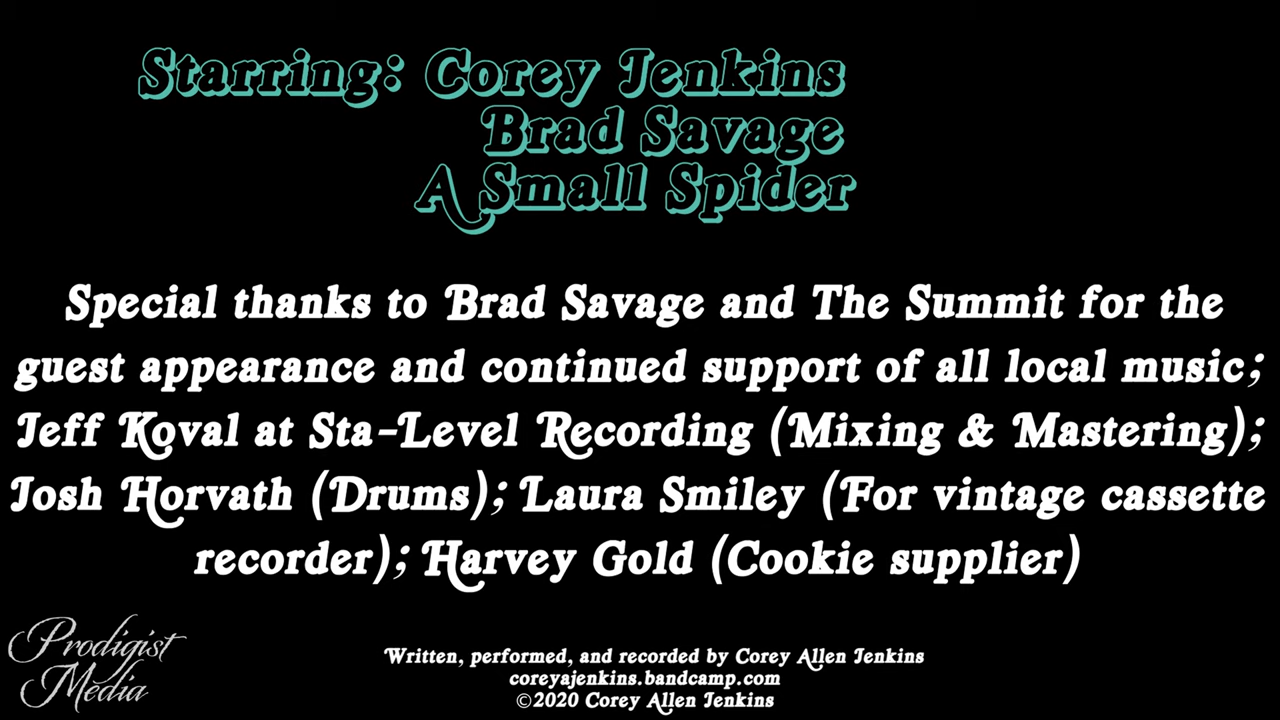 Starring: Corey Jenkins
Brad Savage
A Small Spider
Special thanks to Brad Savage and The Summit for the
guest appearance and continued support of all local music;
Jeff Koval at Sta-Level Recording (Mixing & Mastering);
Josh Horvath (Drums); Laura Smiley (For vintage cassette
recorder); Harvey Gold (Cookie supplier)
Prodigist
Media
Written, performed, and recorded by Corey Allen Jenkins
coreyajenkins.bandcamp.com
©2020 Corey Allen Jenkins